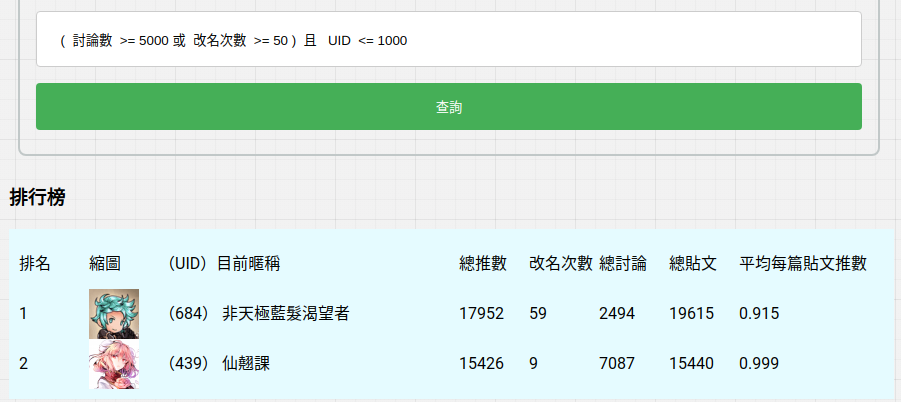 ( 討論數 >= 5000 或 改名次數 >= 50 ) 且 UID <= 1000
查詢
排行榜
排名 縮圖 （UID）目前暱稱 總推數 改名次數 總討論 總貼文 平均每篇貼文推數
1 （684） 非天極藍髮渴望者 17952 59 2494 19615 0.915
2 （439） 仙翹課 15426 9 7087 15440 0.999